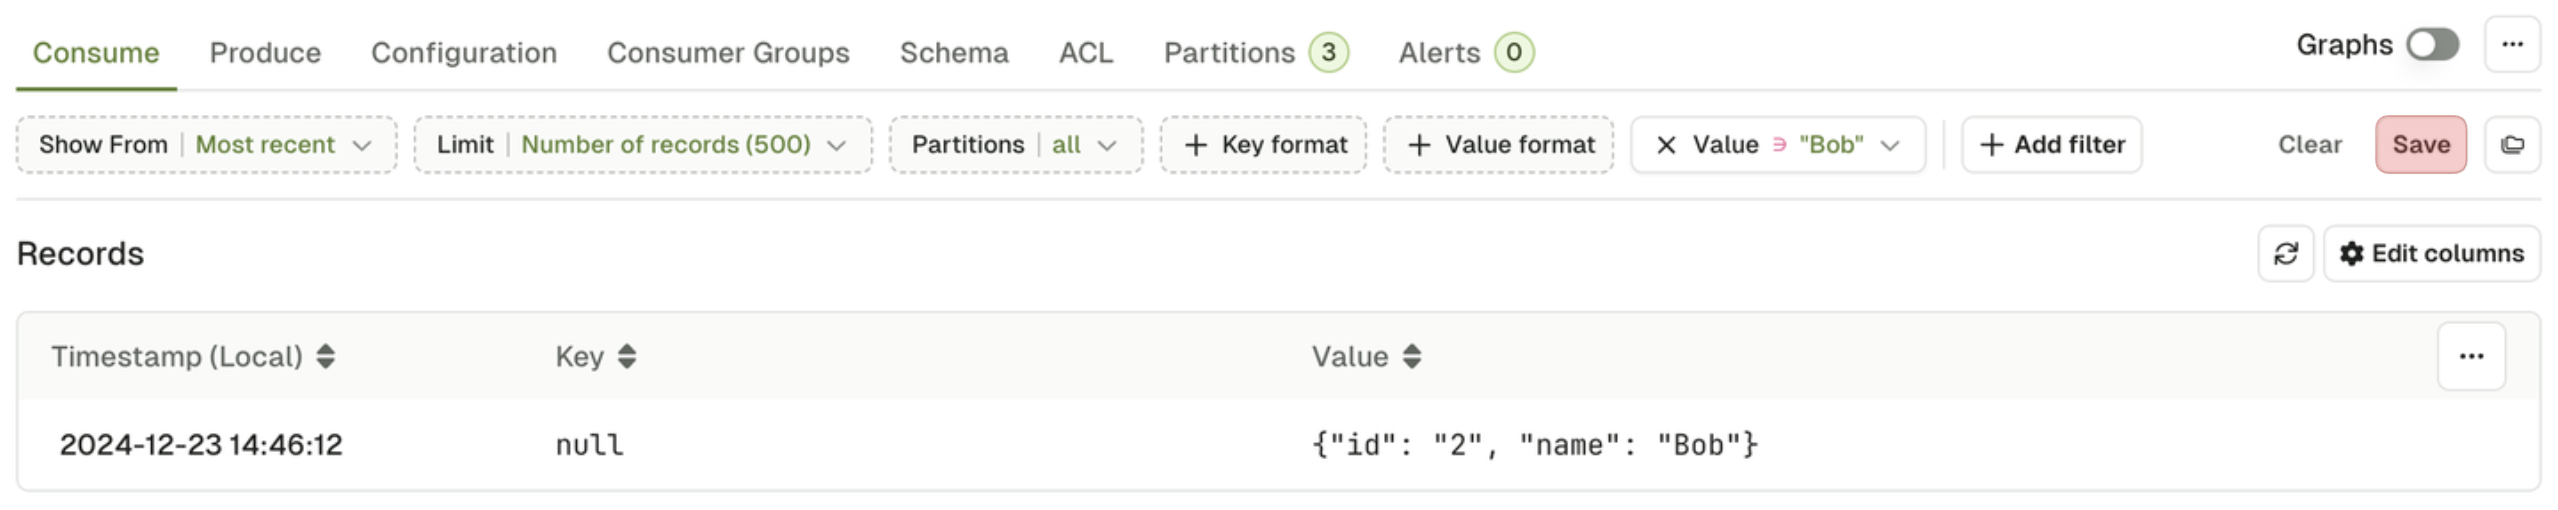 Consume Produce Configuration Consumer Groups Schema ACL Partitions 3 Alerts 0 Graphs ...
Show From | Most recent Limit | Number of records (500) Partitions | all + Key format + Value format × Value ∋ "Bob" + Add filter Clear Save
Records Edit columns
Timestamp (Local) Key Value ...
2024-12-23 14:46:12 null {"id": "2", "name": "Bob"}